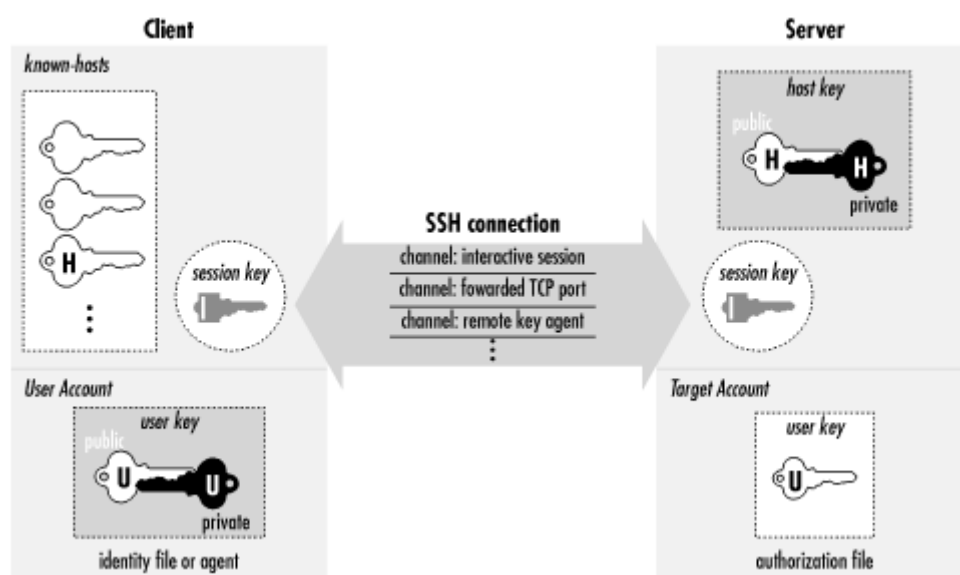 Client
Server
known-hosts
H
session key
host key
public
H
H
private
SSH connection
channel: interactive session
channel: fowarded TCP port
channel: remote key agent
session key
User Account
user key
public
U
U
private
identity file or agent
Target Account
user key
U
authorization file